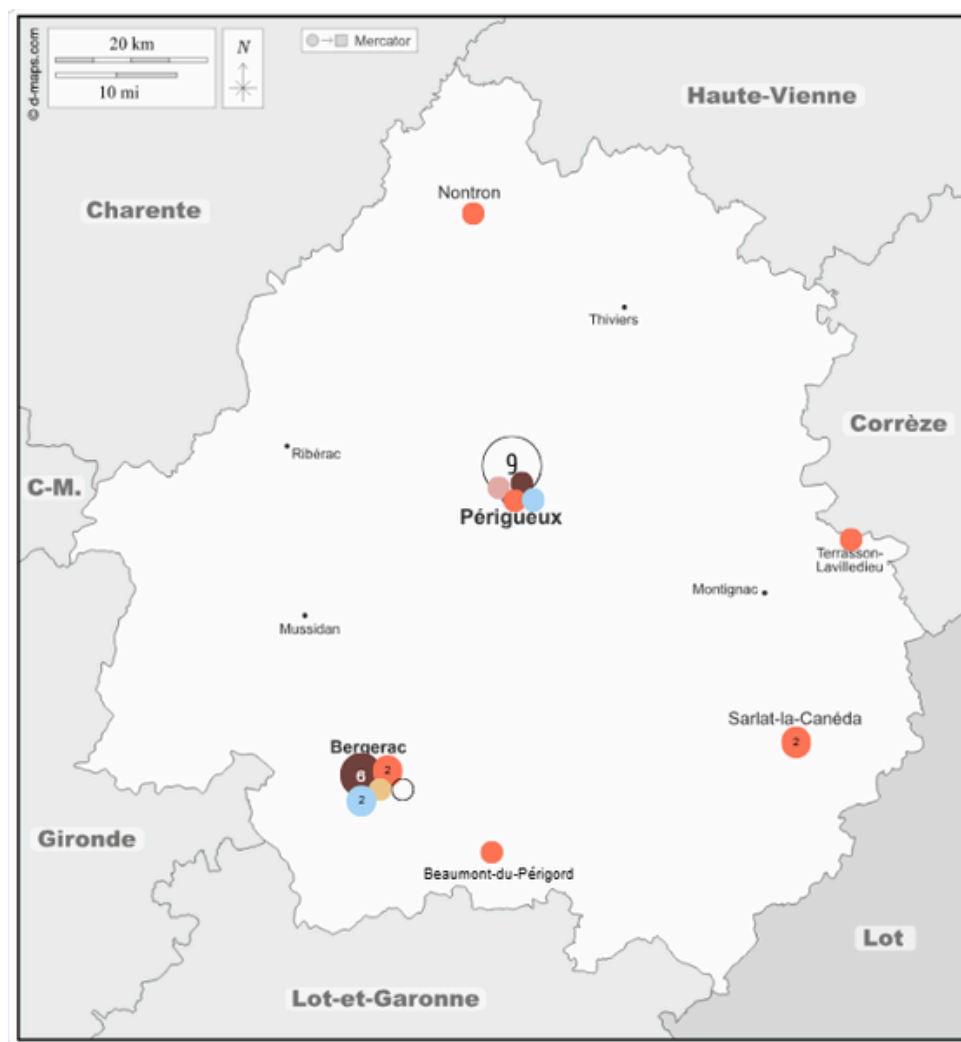 20 km
10 mi
N
Mercator
© d-maps.com
Haute-Vienne
Nontron
Charente
Thiviers
Corrèze
Ribérac
9
C-M.
Périgueux
Terrasson-
Lavilledieu
Montignac
Mussidan
Sarlat-la-Canéda
2
Bergerac
6
2
2
Gironde
Beaumont-du-Périgord
Lot
Lot-et-Garonne